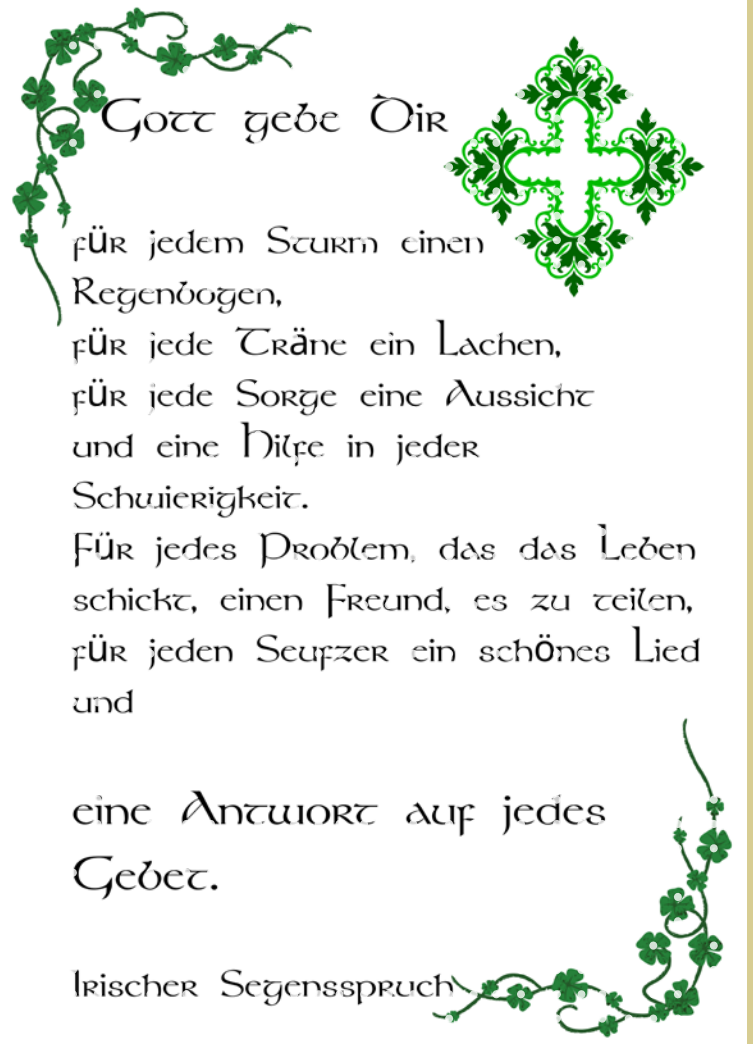 Gott gebe Dir
für jedem Sturm einen
Regenbogen,
für jede Träne ein Lachen,
für jede Sorge eine Aussicht
und eine Hilfe in jeder
Schwierigkeit.
Für jedes Problem, das das Leben
schickt, einen Freund, es zu teilen,
für jeden Seufzer ein schönes Lied
und
eine Antwort auf jedes
Gebet.
Irischer Segensspruch